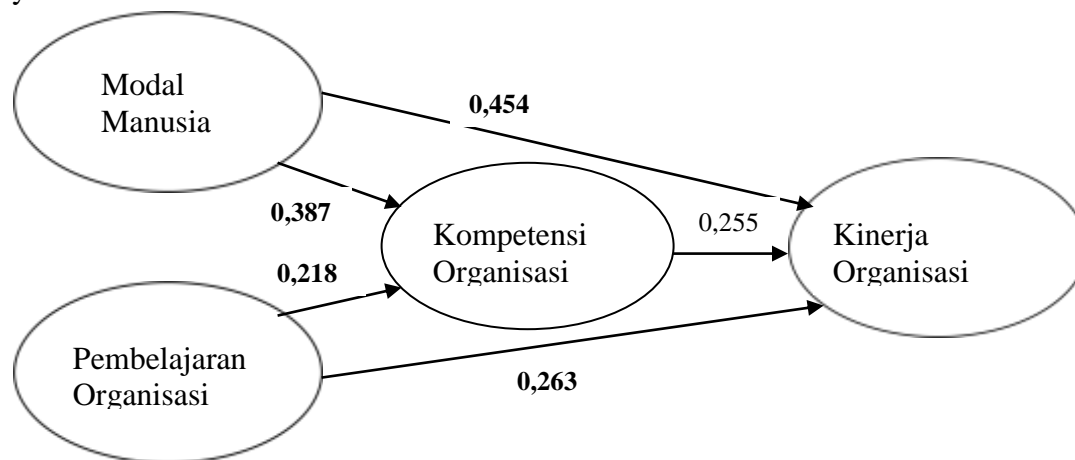 Modal
Manusia
0,454
0,387
Kompetensi
Organisasi
0,255
Kinerja
Organisasi
0,218
Pembelajaran
Organisasi
0,263